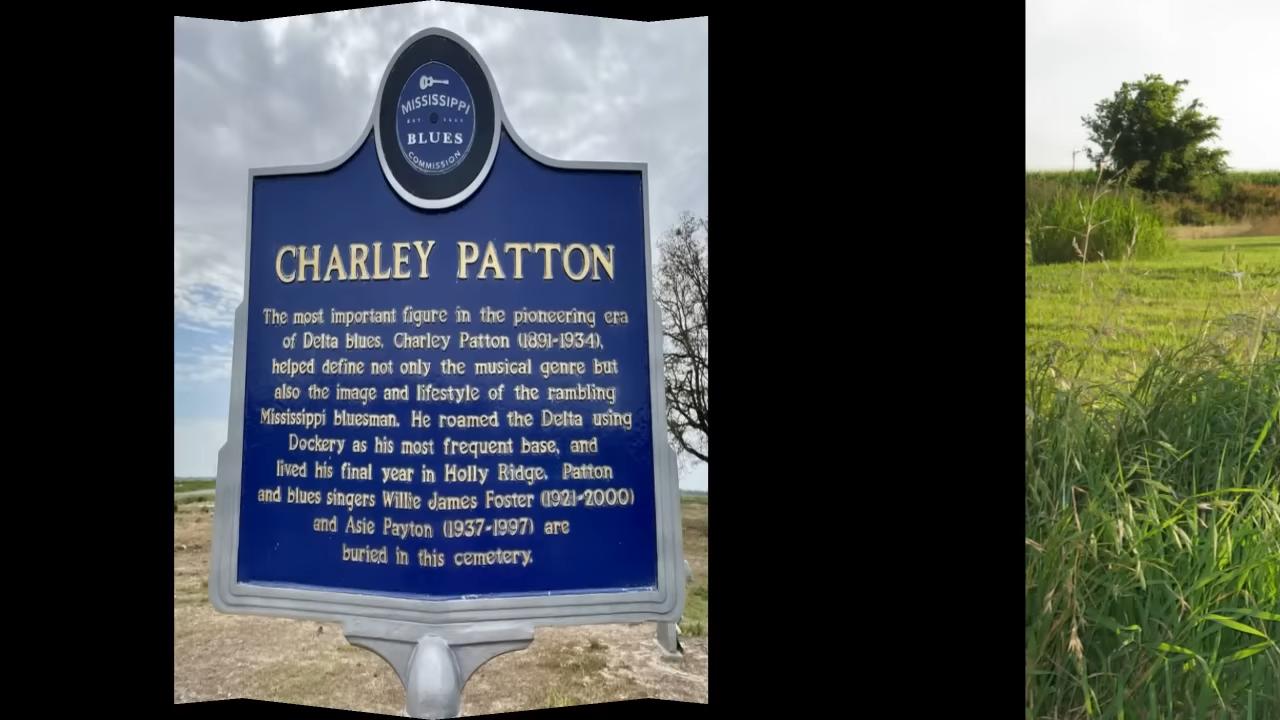 MISSISSIPPI
BLUES
COMMISSION
CHARLEY PATTON
The most important figure in the pioneering era
of Delta blues, Charley Patton (1891-1934),
helped define not only the musical genre but
also the image and lifestyle of the rambling
Mississippi bluesman. He roamed the Delta using
Dockery as his most frequent base, and
lived his final year in Holly Ridge. Patton
and blues singers Willie James Foster (1921-2000)
and Asie Payton (1937-1997) are
buried in this cemetery.